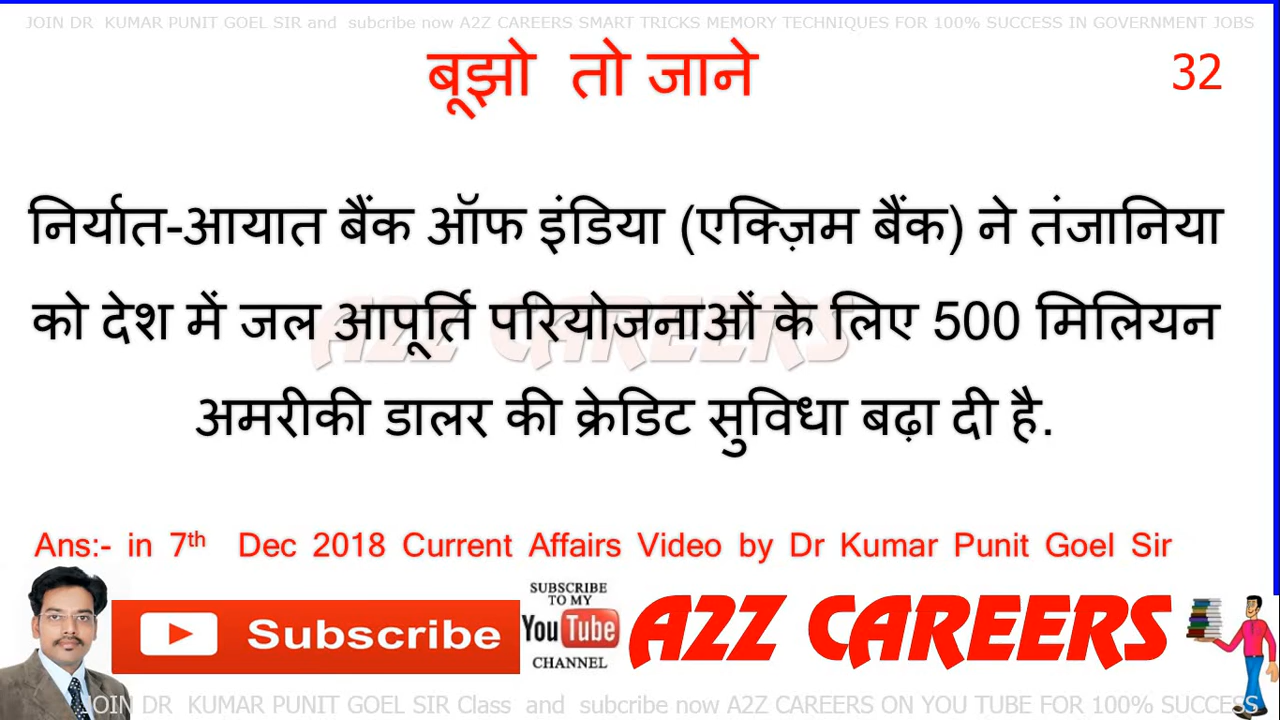 JOIN DR KUMAR PUNIT GOEL SIR and subcribe now A2Z CAREERS SMART TRICKS MEMORY TECHNIQUES FOR 100% SUCCESS IN GOVERNMENT JOBS
बूझो तो जाने
32
निर्यात-आयात बैंक ऑफ इंडिया (एक्ज़िम बैंक) ने तंजानिया
को देश में जल आपूर्ति परियोजनाओं के लिए 500 मिलियन
A2Z CAREERS
अमरीकी डालर की क्रेडिट सुविधा बढ़ा दी है.
Ans:- in 7th Dec 2018 Current Affairs Video by Dr Kumar Punit Goel Sir
Subscribe
SUBSCRIBE
TO MY
YouTube
CHANNEL
A2Z CAREERS
JOIN DR KUMAR PUNIT GOEL SIR Class and subcribe now A2Z CAREERS ON YOU TUBE FOR 100% SUCCESS